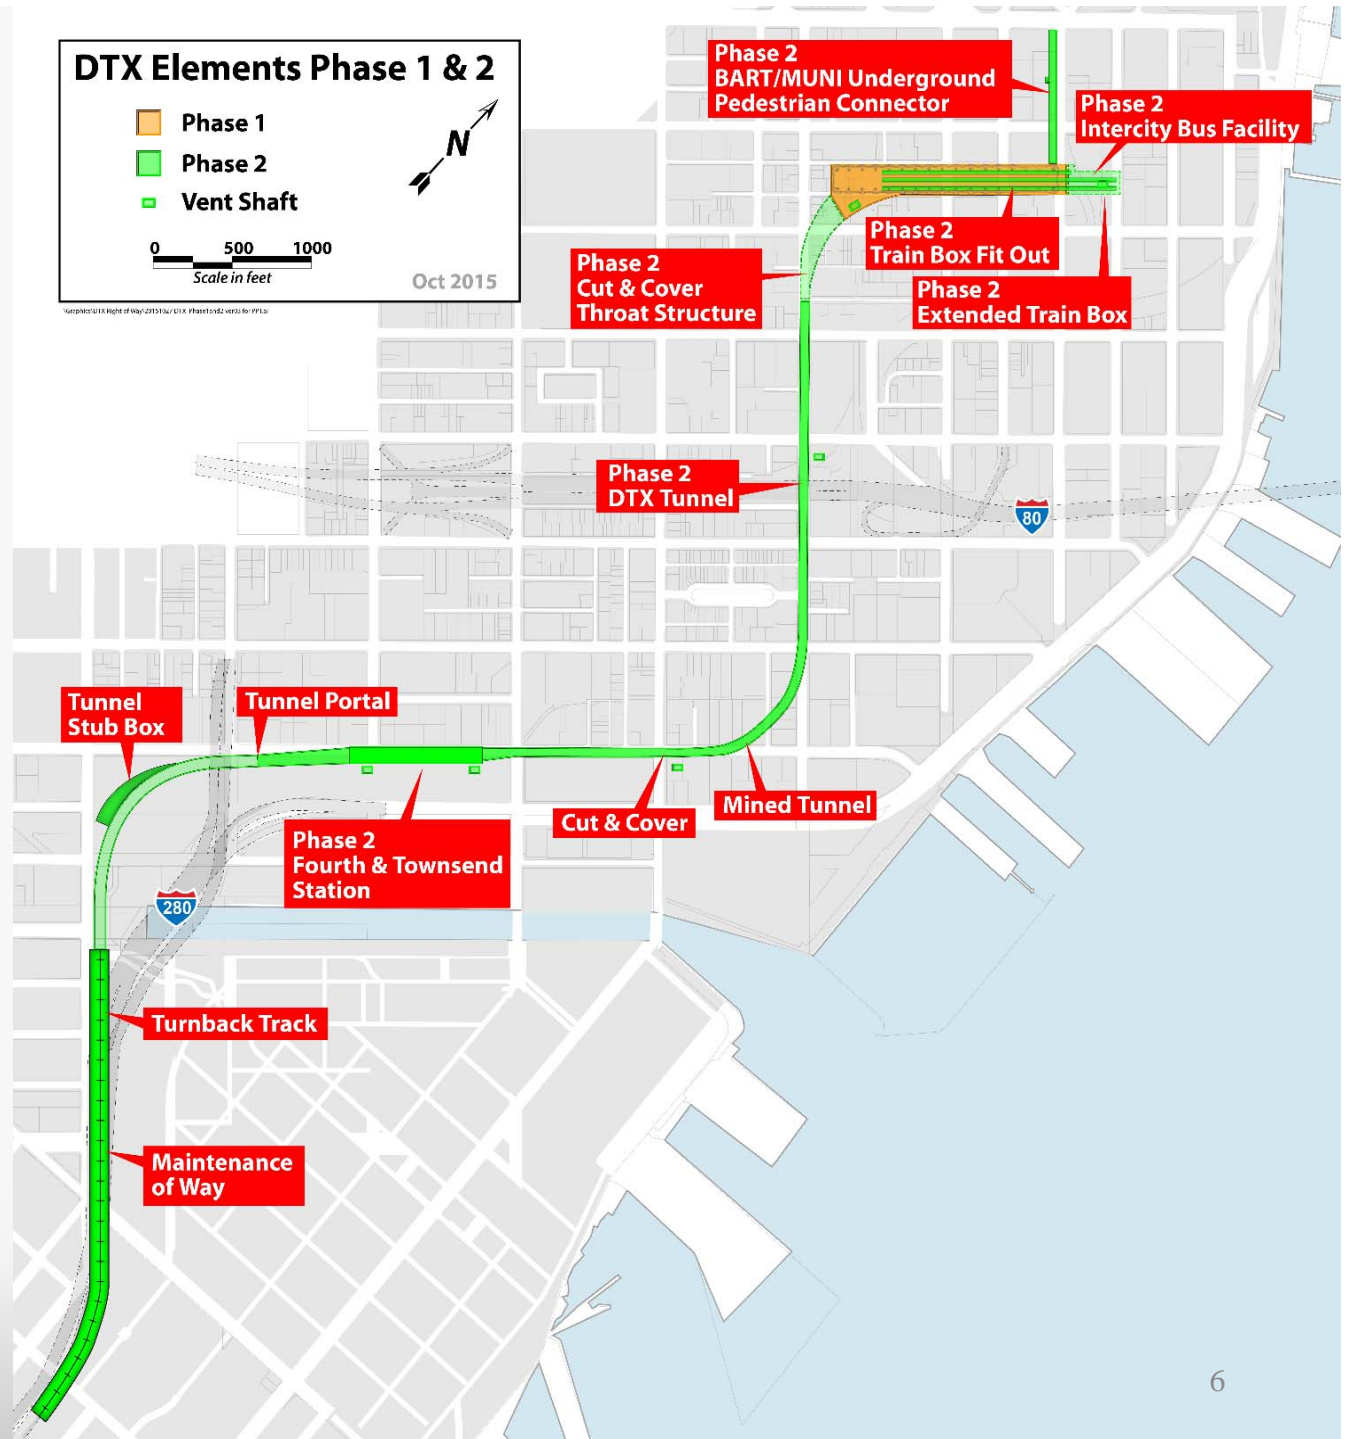 DTX Elements Phase 1 & 2
Phase 1
Phase 2
Vent Shaft
N
0 500 1000
Scale in feet
Oct 2015
Phase 2
BART/MUNI Underground
Pedestrian Connector
Phase 2
Intercity Bus Facility
Phase 2
Train Box Fit Out
Phase 2
Extended Train Box
Phase 2
Cut & Cover
Throat Structure
Phase 2
DTX Tunnel
80
Tunnel
Stub Box
Tunnel Portal
Mined Tunnel
Cut & Cover
Phase 2
Fourth & Townsend
Station
280
Turnback Track
Maintenance
of Way
6